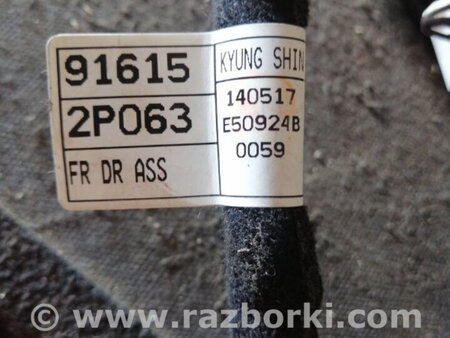 91615
2P063
FR DR ASS
KYUNG SHIN
140517
E50924B
0059
© www.razborki.com